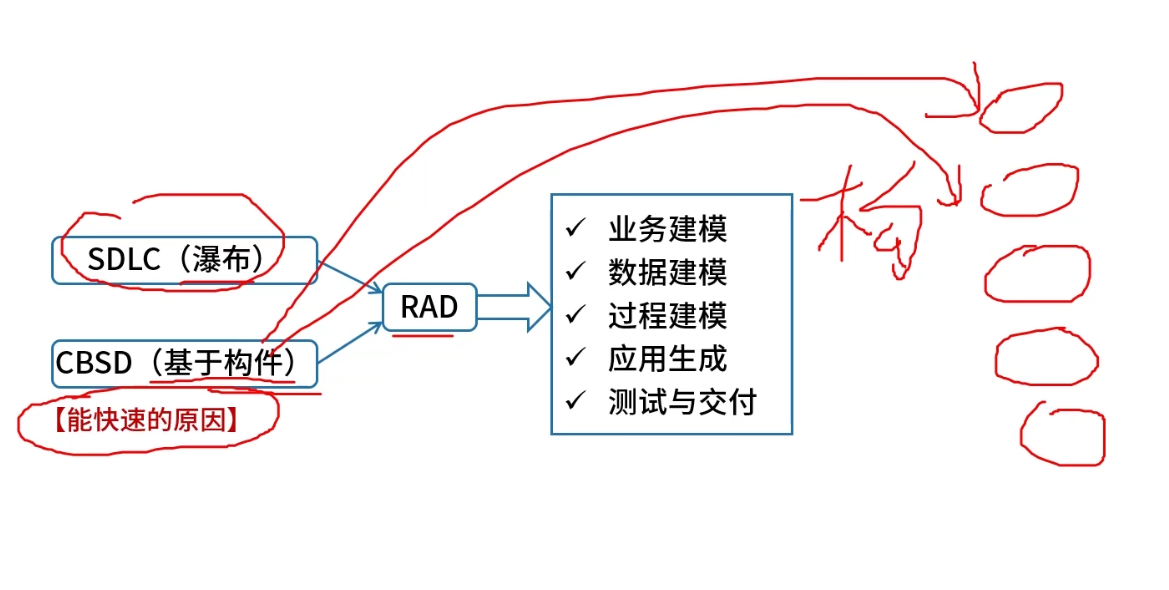 SDLC（瀑布）
CBSD（基于构件）
【能快速的原因】
RAD
✓ 业务建模
✓ 数据建模
✓ 过程建模
✓ 应用生成
✓ 测试与交付
构